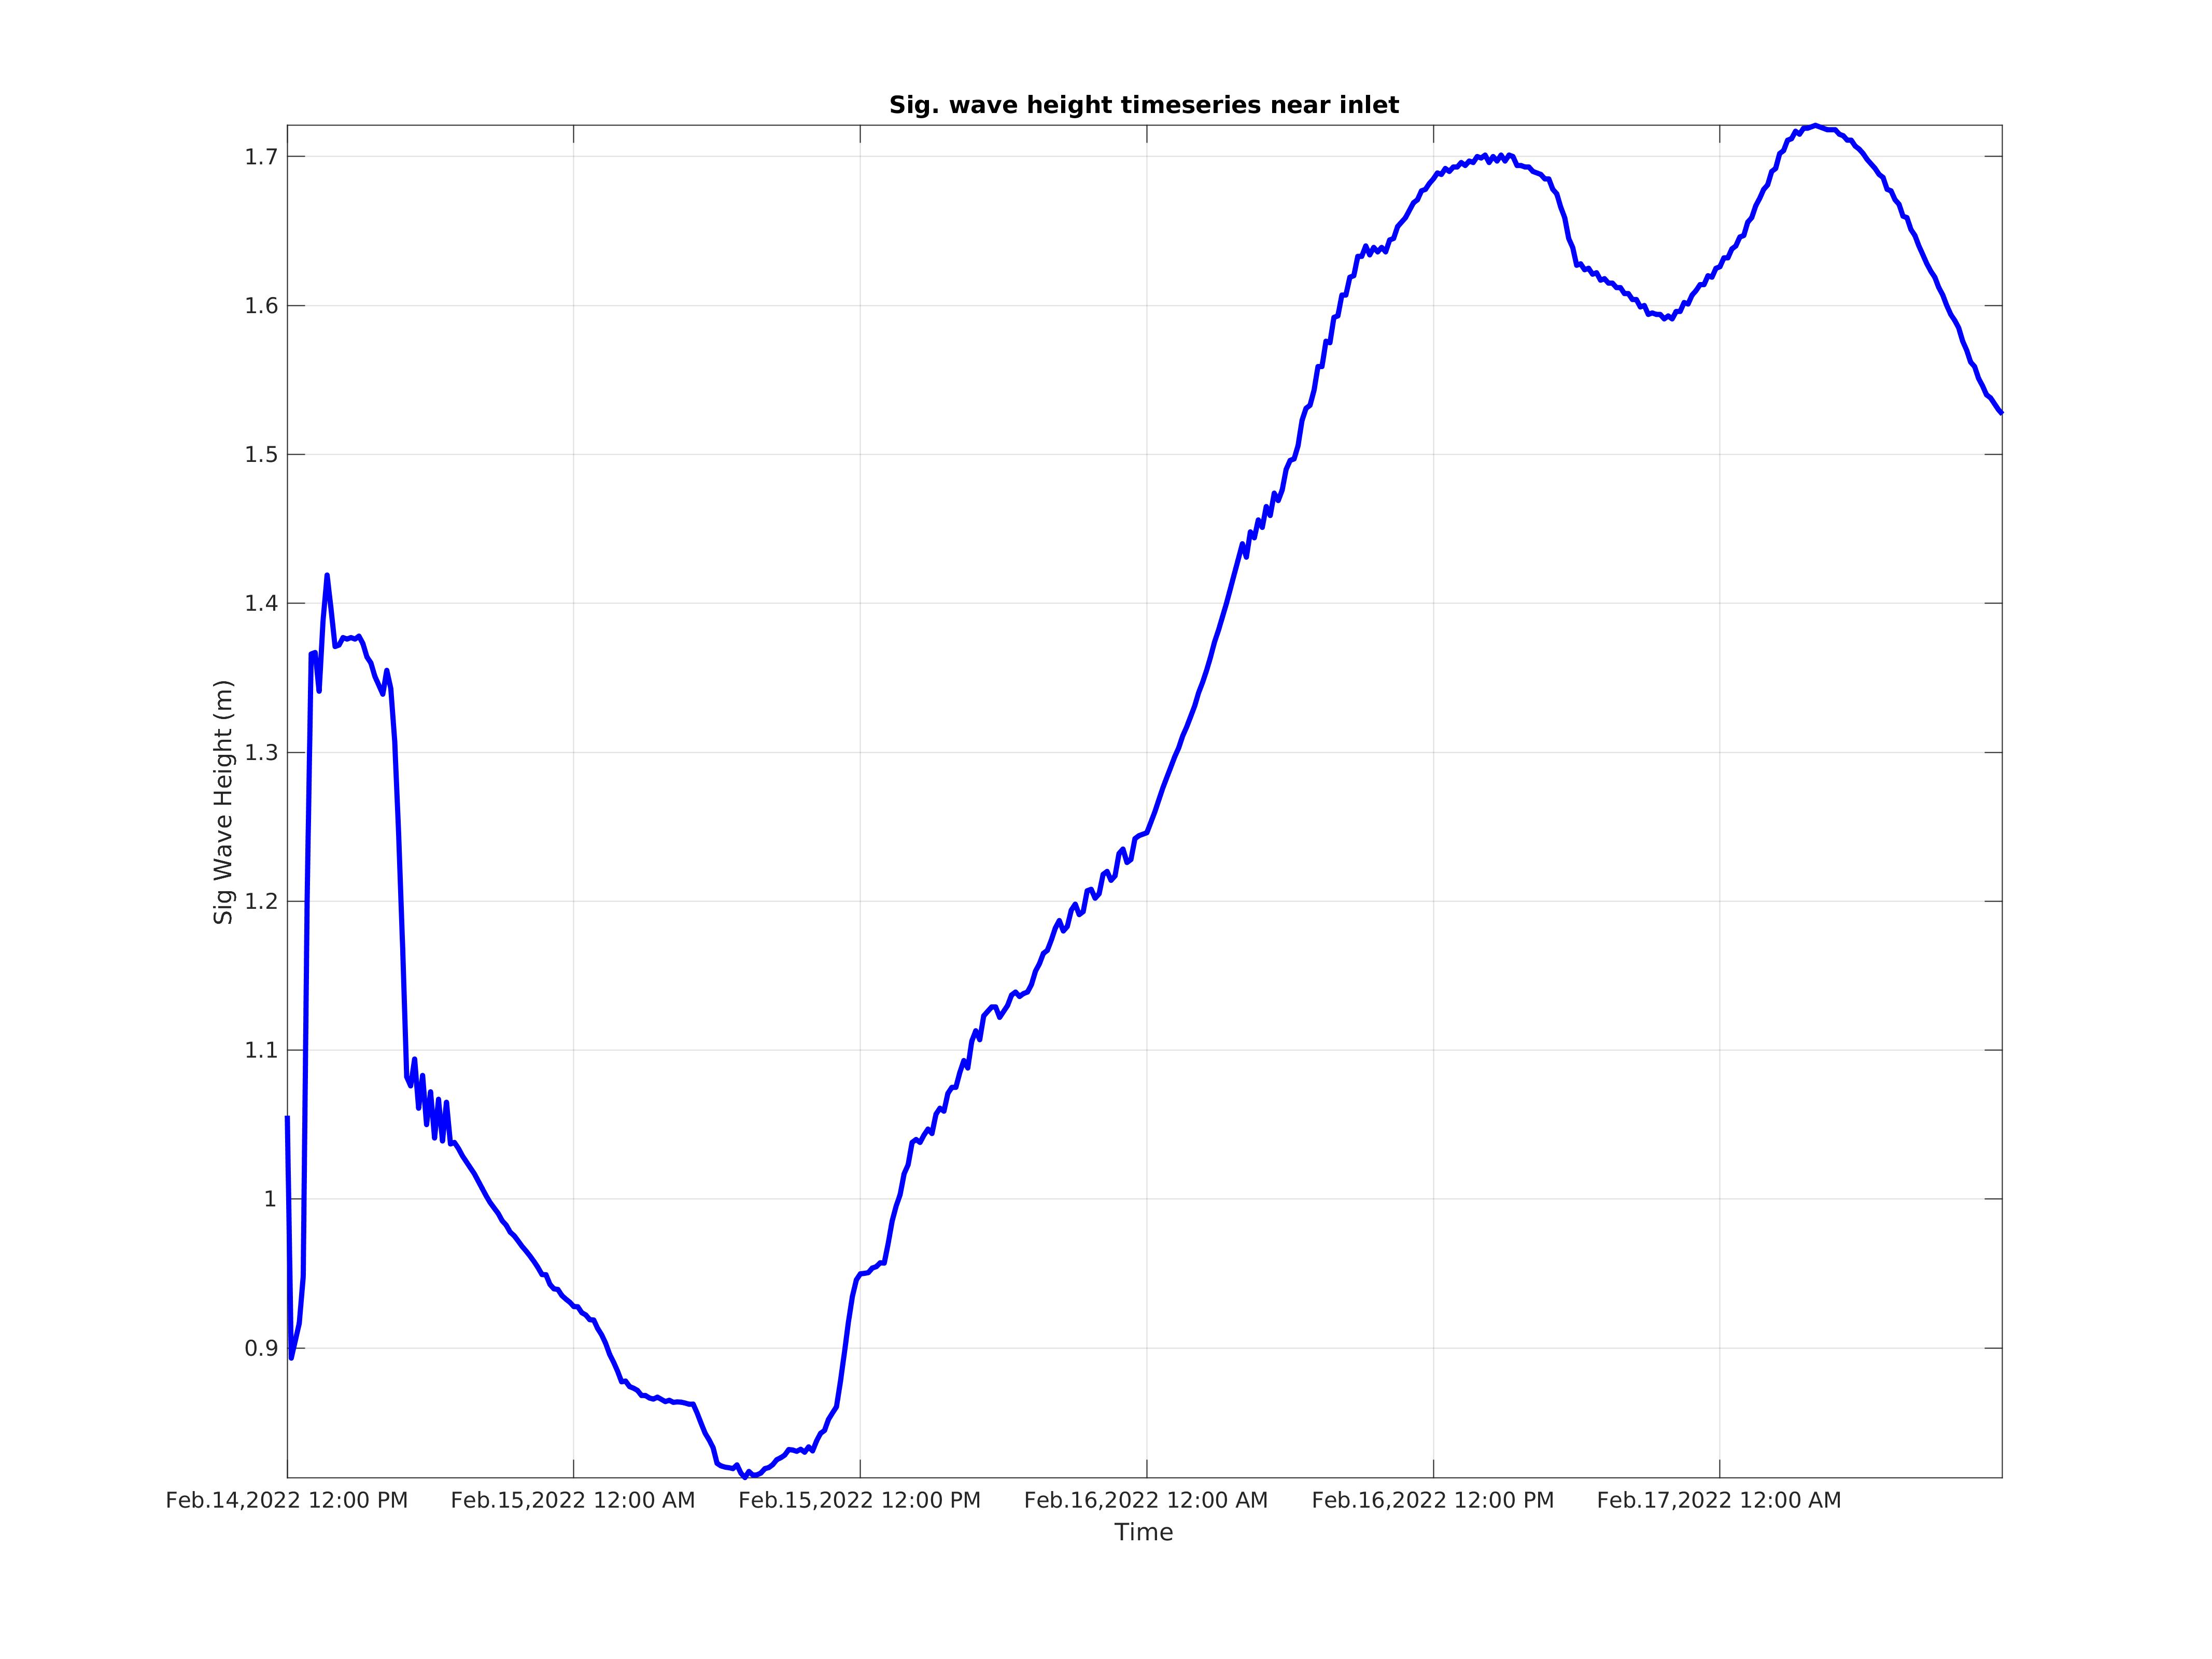 Sig. wave height timeseries near inlet
1.7
1.6
1.5
1.4
1.3
1.2
1.1
1
0.9
Sig Wave Height (m)
Feb.14,2022 12:00 PM Feb.15,2022 12:00 AM Feb.15,2022 12:00 PM Feb.16,2022 12:00 AM Feb.16,2022 12:00 PM Feb.17,2022 12:00 AM
Time